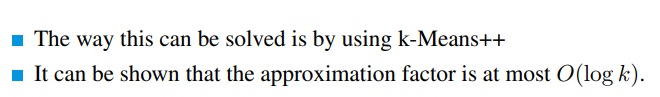 The way this can be solved is by using k-Means++
It can be shown that the approximation factor is at most O(log k).